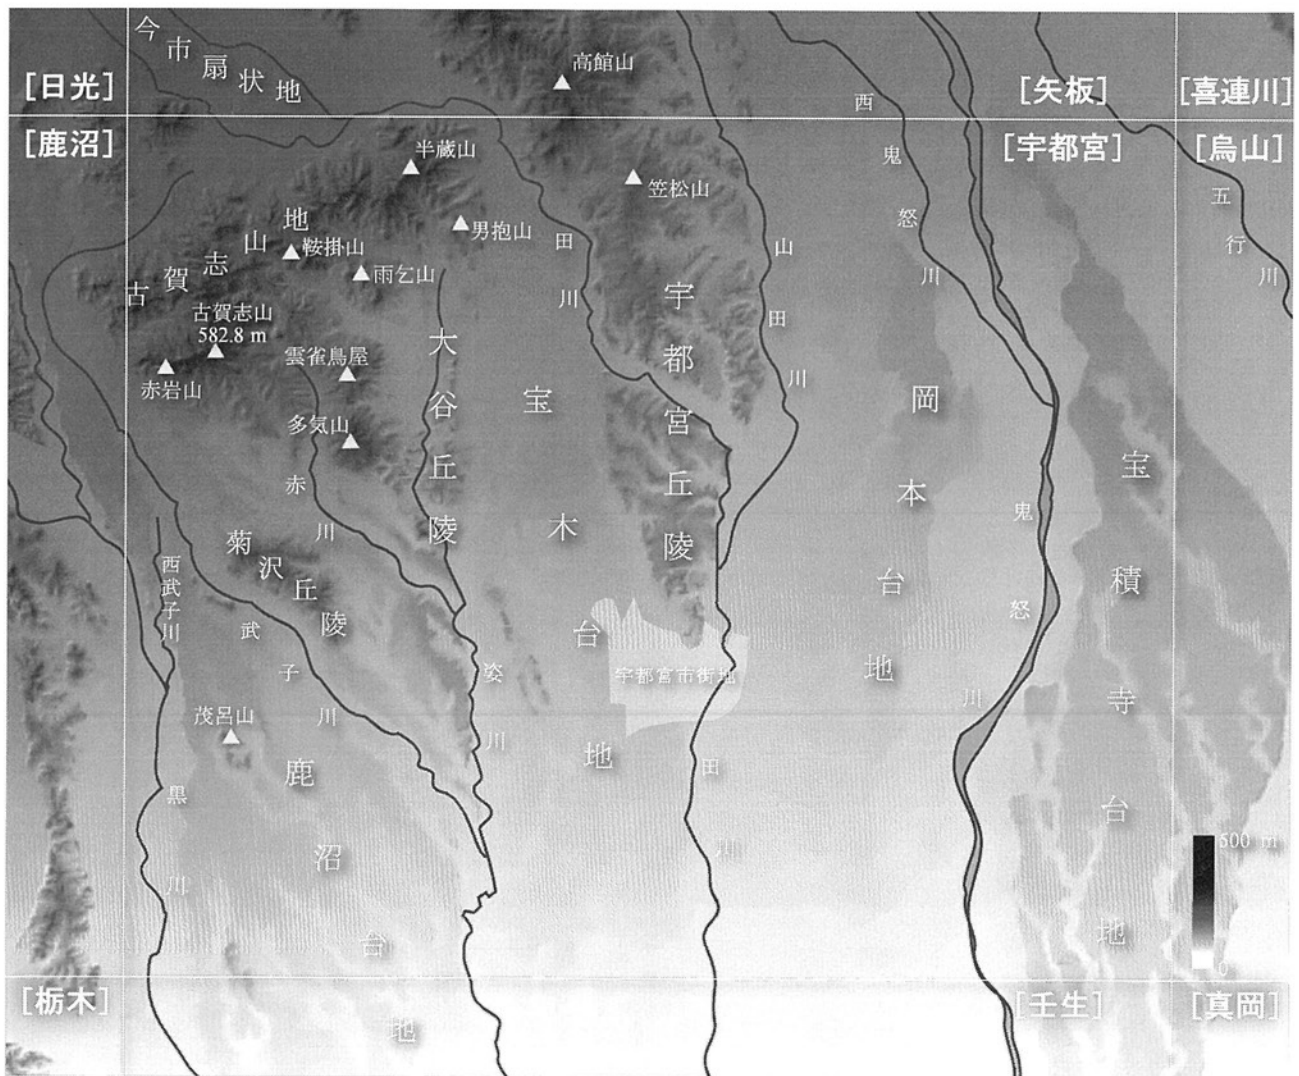 今市扇状地
高館山
[日光]
[矢板]
[喜連川]
[鹿沼]
[宇都宮]
[烏山]
西鬼怒川
半蔵山
笠松山
五行川
男抱山
古賀志山地
鞍掛山
雨乞山
田川
山田川
宇都宮丘陵
古賀志山
582.8 m
大谷丘陵
雲雀鳥屋
赤岩山
宝木台地
岡本台地
多気山
宝積寺台地
赤川
鬼怒川
菊沢丘陵
西武子川
武子川
姿川
宇都宮市街地
茂呂山
鹿沼台地
田川
黒川
500 m
0
[栃木]
[壬生]
[真岡]